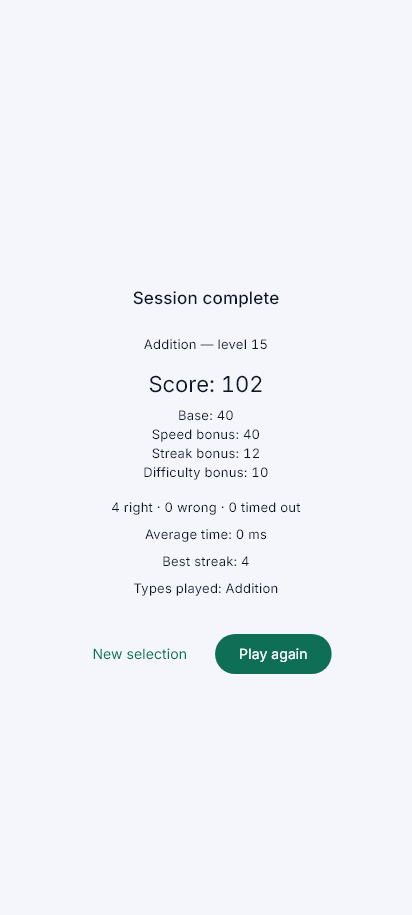 Session complete
Addition — level 15
Score: 102
Base: 40
Speed bonus: 40
Streak bonus: 12
Difficulty bonus: 10
4 right · 0 wrong · 0 timed out
Average time: 0 ms
Best streak: 4
Types played: Addition
New selection
Play again